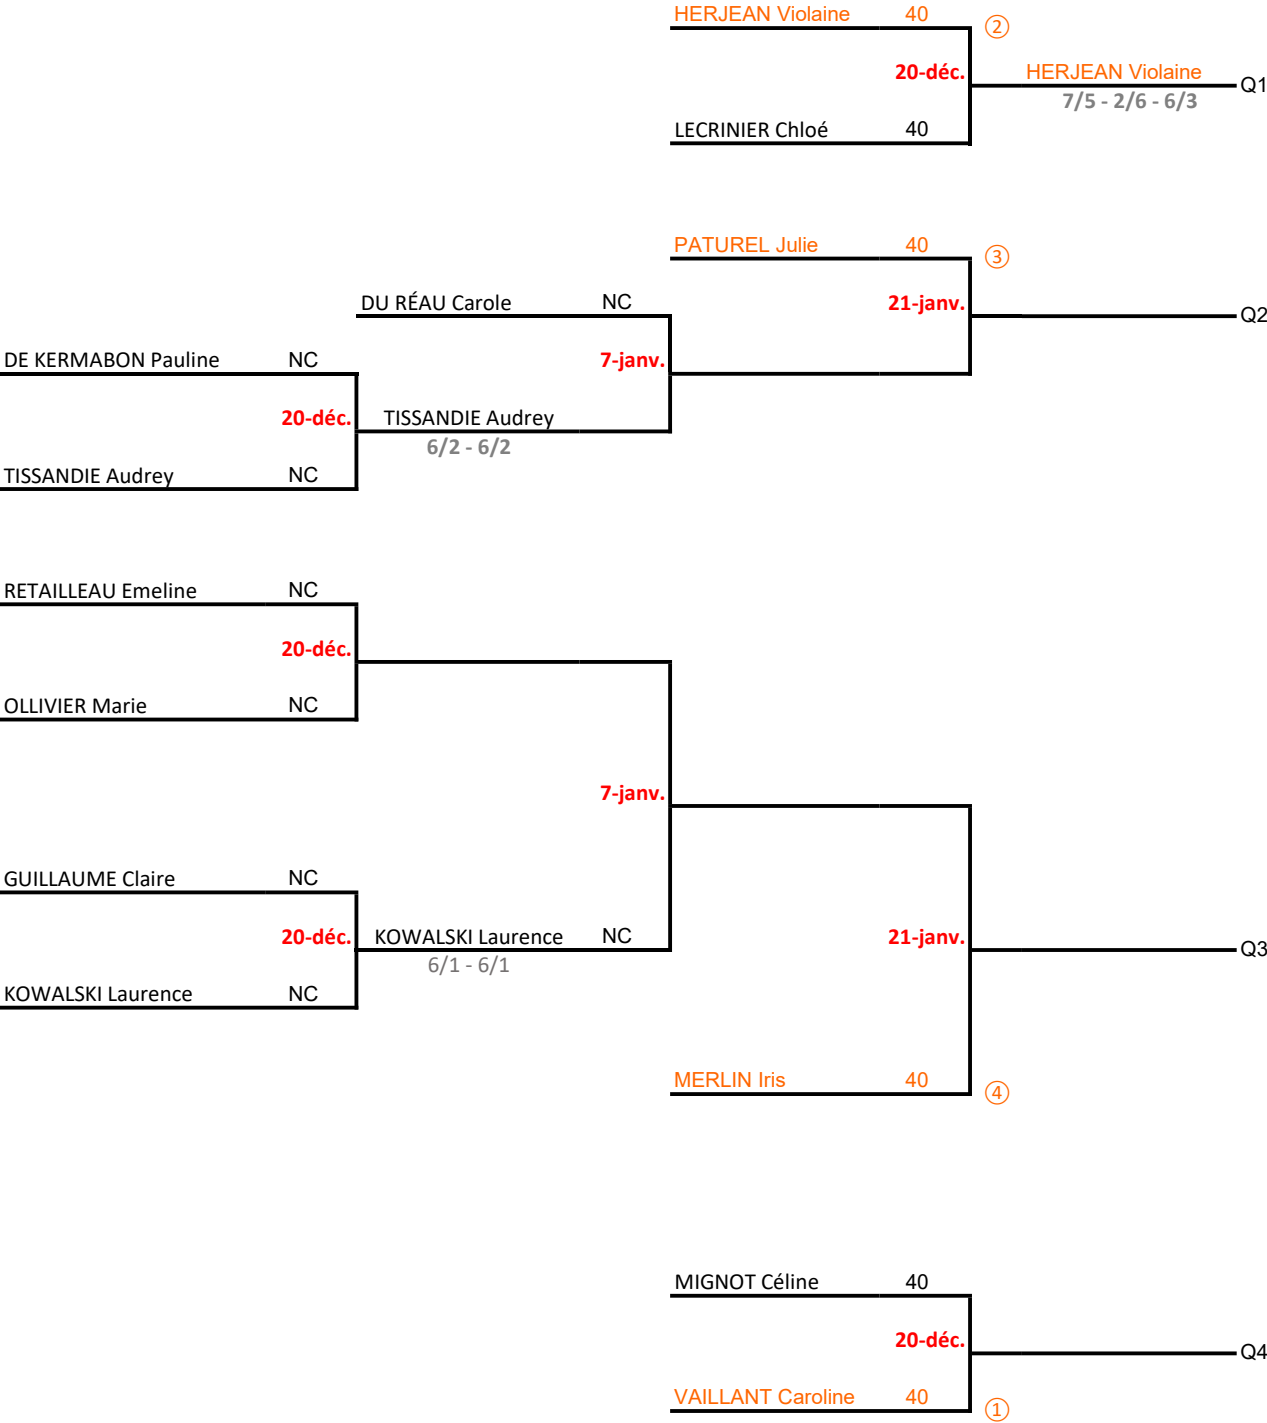 HERJEAN Violaine 40 ②
20-déc. HERJEAN Violaine Q1
7/5 - 2/6 - 6/3
LECRINIER Chloé 40
PATUREL Julie 40 ③
DU RÉAU Carole NC 21-janv. Q2
DE KERMABON Pauline NC 7-janv.
20-déc. TISSANDIE Audrey
6/2 - 6/2
TISSANDIE Audrey NC
RETAILLEAU Emeline NC
20-déc.
OLLIVIER Marie NC
7-janv.
GUILLAUME Claire NC
20-déc. KOWALSKI Laurence NC 21-janv. Q3
6/1 - 6/1
KOWALSKI Laurence NC
MERLIN Iris 40 ④
MIGNOT Céline 40
20-déc. Q4
VAILLANT Caroline 40 ①